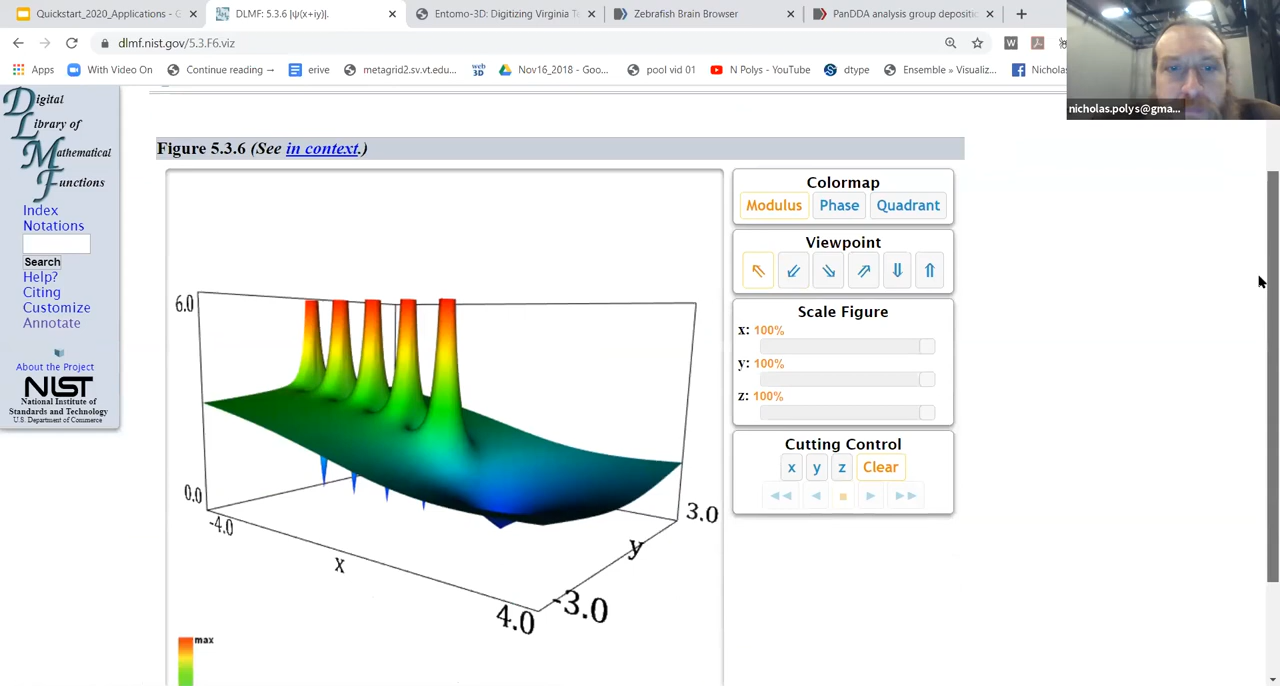 Quickstart_2020_Applications - G
DLMF: 5.3.6 |ψ(x+iy)|.
Entomo-3D: Digitizing Virginia Te
Zebrafish Brain Browser
PanDDA analysis group depositi
dlmf.nist.gov/5.3.F6.viz
Apps
With Video On
Continue reading →
erive
metagrid2.sv.vt.edu...
web 3D
Nov16_2018 - Goo...
pool vid 01
N Polys - YouTube
dtype
Ensemble » Visualiz...
Nicholas
nicholas.polys@gma...
Digital
Library of
Mathematical
Functions
Index
Notations
Search
Help?
Citing
Customize
Annotate
About the Project
NIST
National Institute of
Standards and Technology
U.S. Department of Commerce
Figure 5.3.6 (See in context.)
6.0
0.0
-4.0
x
4.0
-3.0
y
3.0
max
Colormap
Modulus Phase Quadrant
Viewpoint
Scale Figure
x: 100%
y: 100%
z: 100%
Cutting Control
x y z Clear